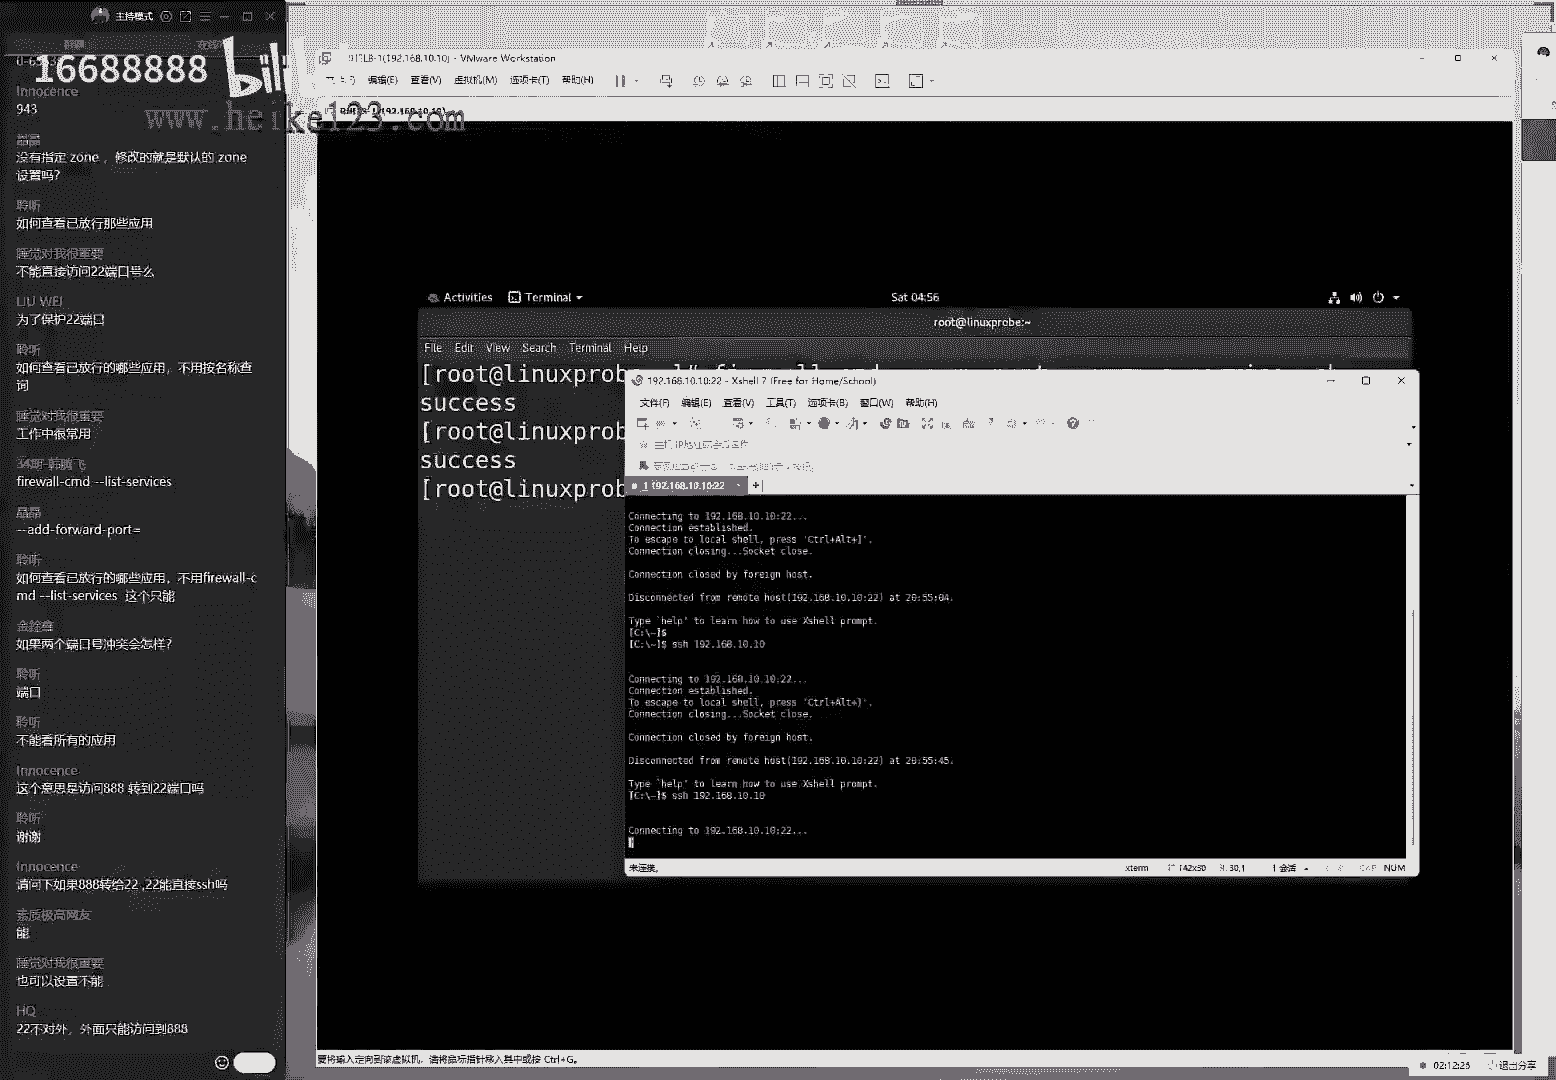 主持模式
16688888
bili
www.heike123.com
Innocence
943
没有指定 zone ，修改的就是默认的 zone
设置吗？
聆听
如何查看已放行那些应用
睡觉对我很重要
不能直接访问22端口号么
LIU WEI
为了保护22端口
聆听
如何查看已放行的哪些应用，不用按名称查
询
睡觉对我很重要
工作中很常用
firewall-cmd --list-services
--add-forward-port=
聆听
如何查看已放行的哪些应用，不用firewall-c
md --list-services 这个只能
如果两个端口号冲突会怎样？
聆听
端口
聆听
不能看所有的应用
Innocence
这个意思是访问888 转到22端口吗
聆听
谢谢
Innocence
请问下如果888转给22 ,22能直接ssh吗
素质极高网友
能
睡觉对我很重要
也可以设置不能
HQ
22不对外，外面只能访问到888
(192.168.10.10) - VMware Workstation
编辑(E) 查看(V) 虚拟机(M) 选项卡(T) 帮助(H)
Activities Terminal
Sat 04:56
root@linuxprobe:~
File Edit View Search Terminal Help
[root@linuxprob
success
[root@linuxprob
success
[root@linuxprob
192.168.10.10:22 - Xshell 7 (Free for Home/School)
文件(F) 编辑(E) 查看(V) 工具(T) 选项卡(B) 窗口(W) 帮助(H)
1 192.168.10.10:22
Connecting to 192.168.10.10:22...
Connection established.
To escape to local shell, press 'Ctrl+Alt+]'.
Connection closing...Socket close.
Connection closed by foreign host.
Disconnected from remote host(192.168.10.10:22) at 20:55:04.
Type `help' to learn how to use Xshell prompt.
[C:\~]$
[C:\~]$ ssh 192.168.10.10
Connecting to 192.168.10.10:22...
Connection established.
To escape to local shell, press 'Ctrl+Alt+]'.
Connection closing...Socket close.
Connection closed by foreign host.
Disconnected from remote host(192.168.10.10:22) at 20:55:45.
Type `help' to learn how to use Xshell prompt.
[C:\~]$ ssh 192.168.10.10
Connecting to 192.168.10.10:22...
未连接。
xterm
142x30
30,1
1 会话
NUM
要将输入定向到该虚拟机，请将鼠标指针移入其中或按 Ctrl+G。
02:12:26
退出分享